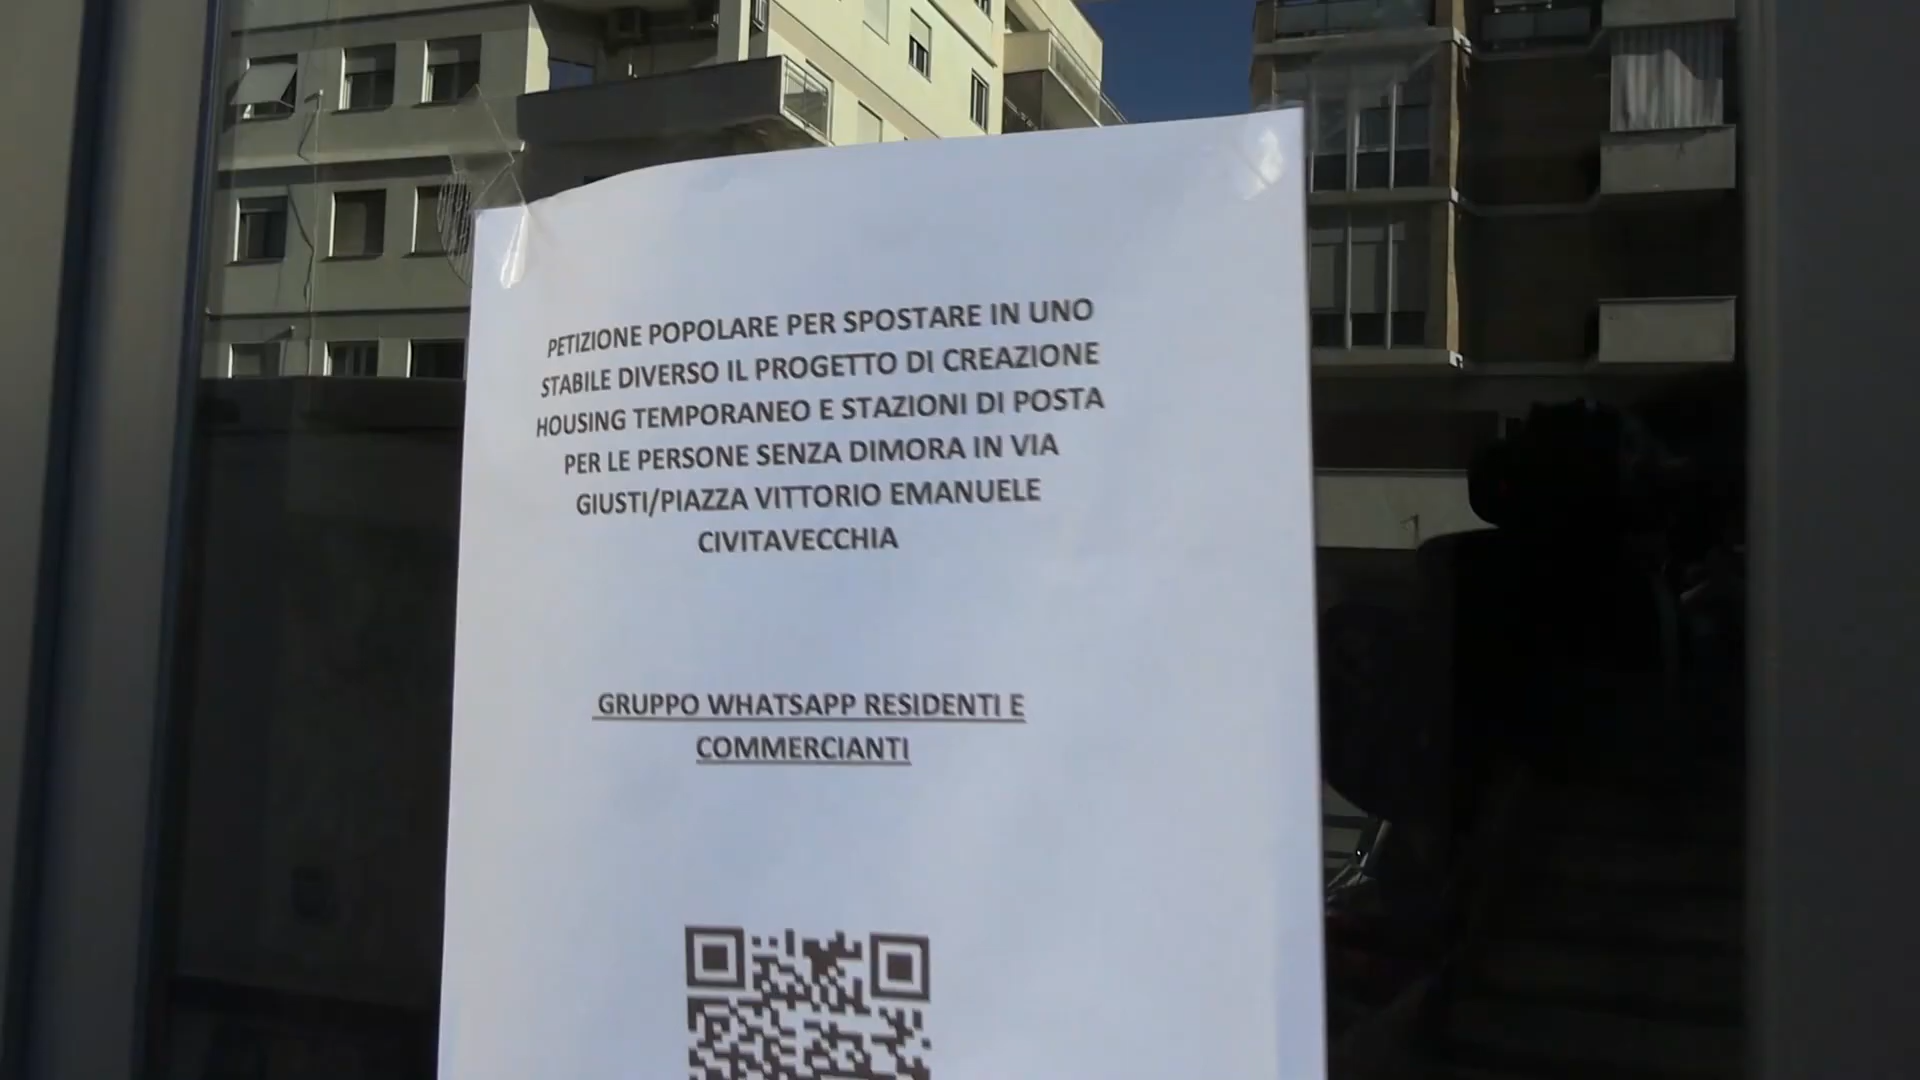 PETIZIONE POPOLARE PER SPOSTARE IN UNO
STABILE DIVERSO IL PROGETTO DI CREAZIONE
HOUSING TEMPORANEO E STAZIONI DI POSTA
PER LE PERSONE SENZA DIMORA IN VIA
GIUSTI/PIAZZA VITTORIO EMANUELE
CIVITAVECCHIA
GRUPPO WHATSAPP RESIDENTI E
COMMERCIANTI